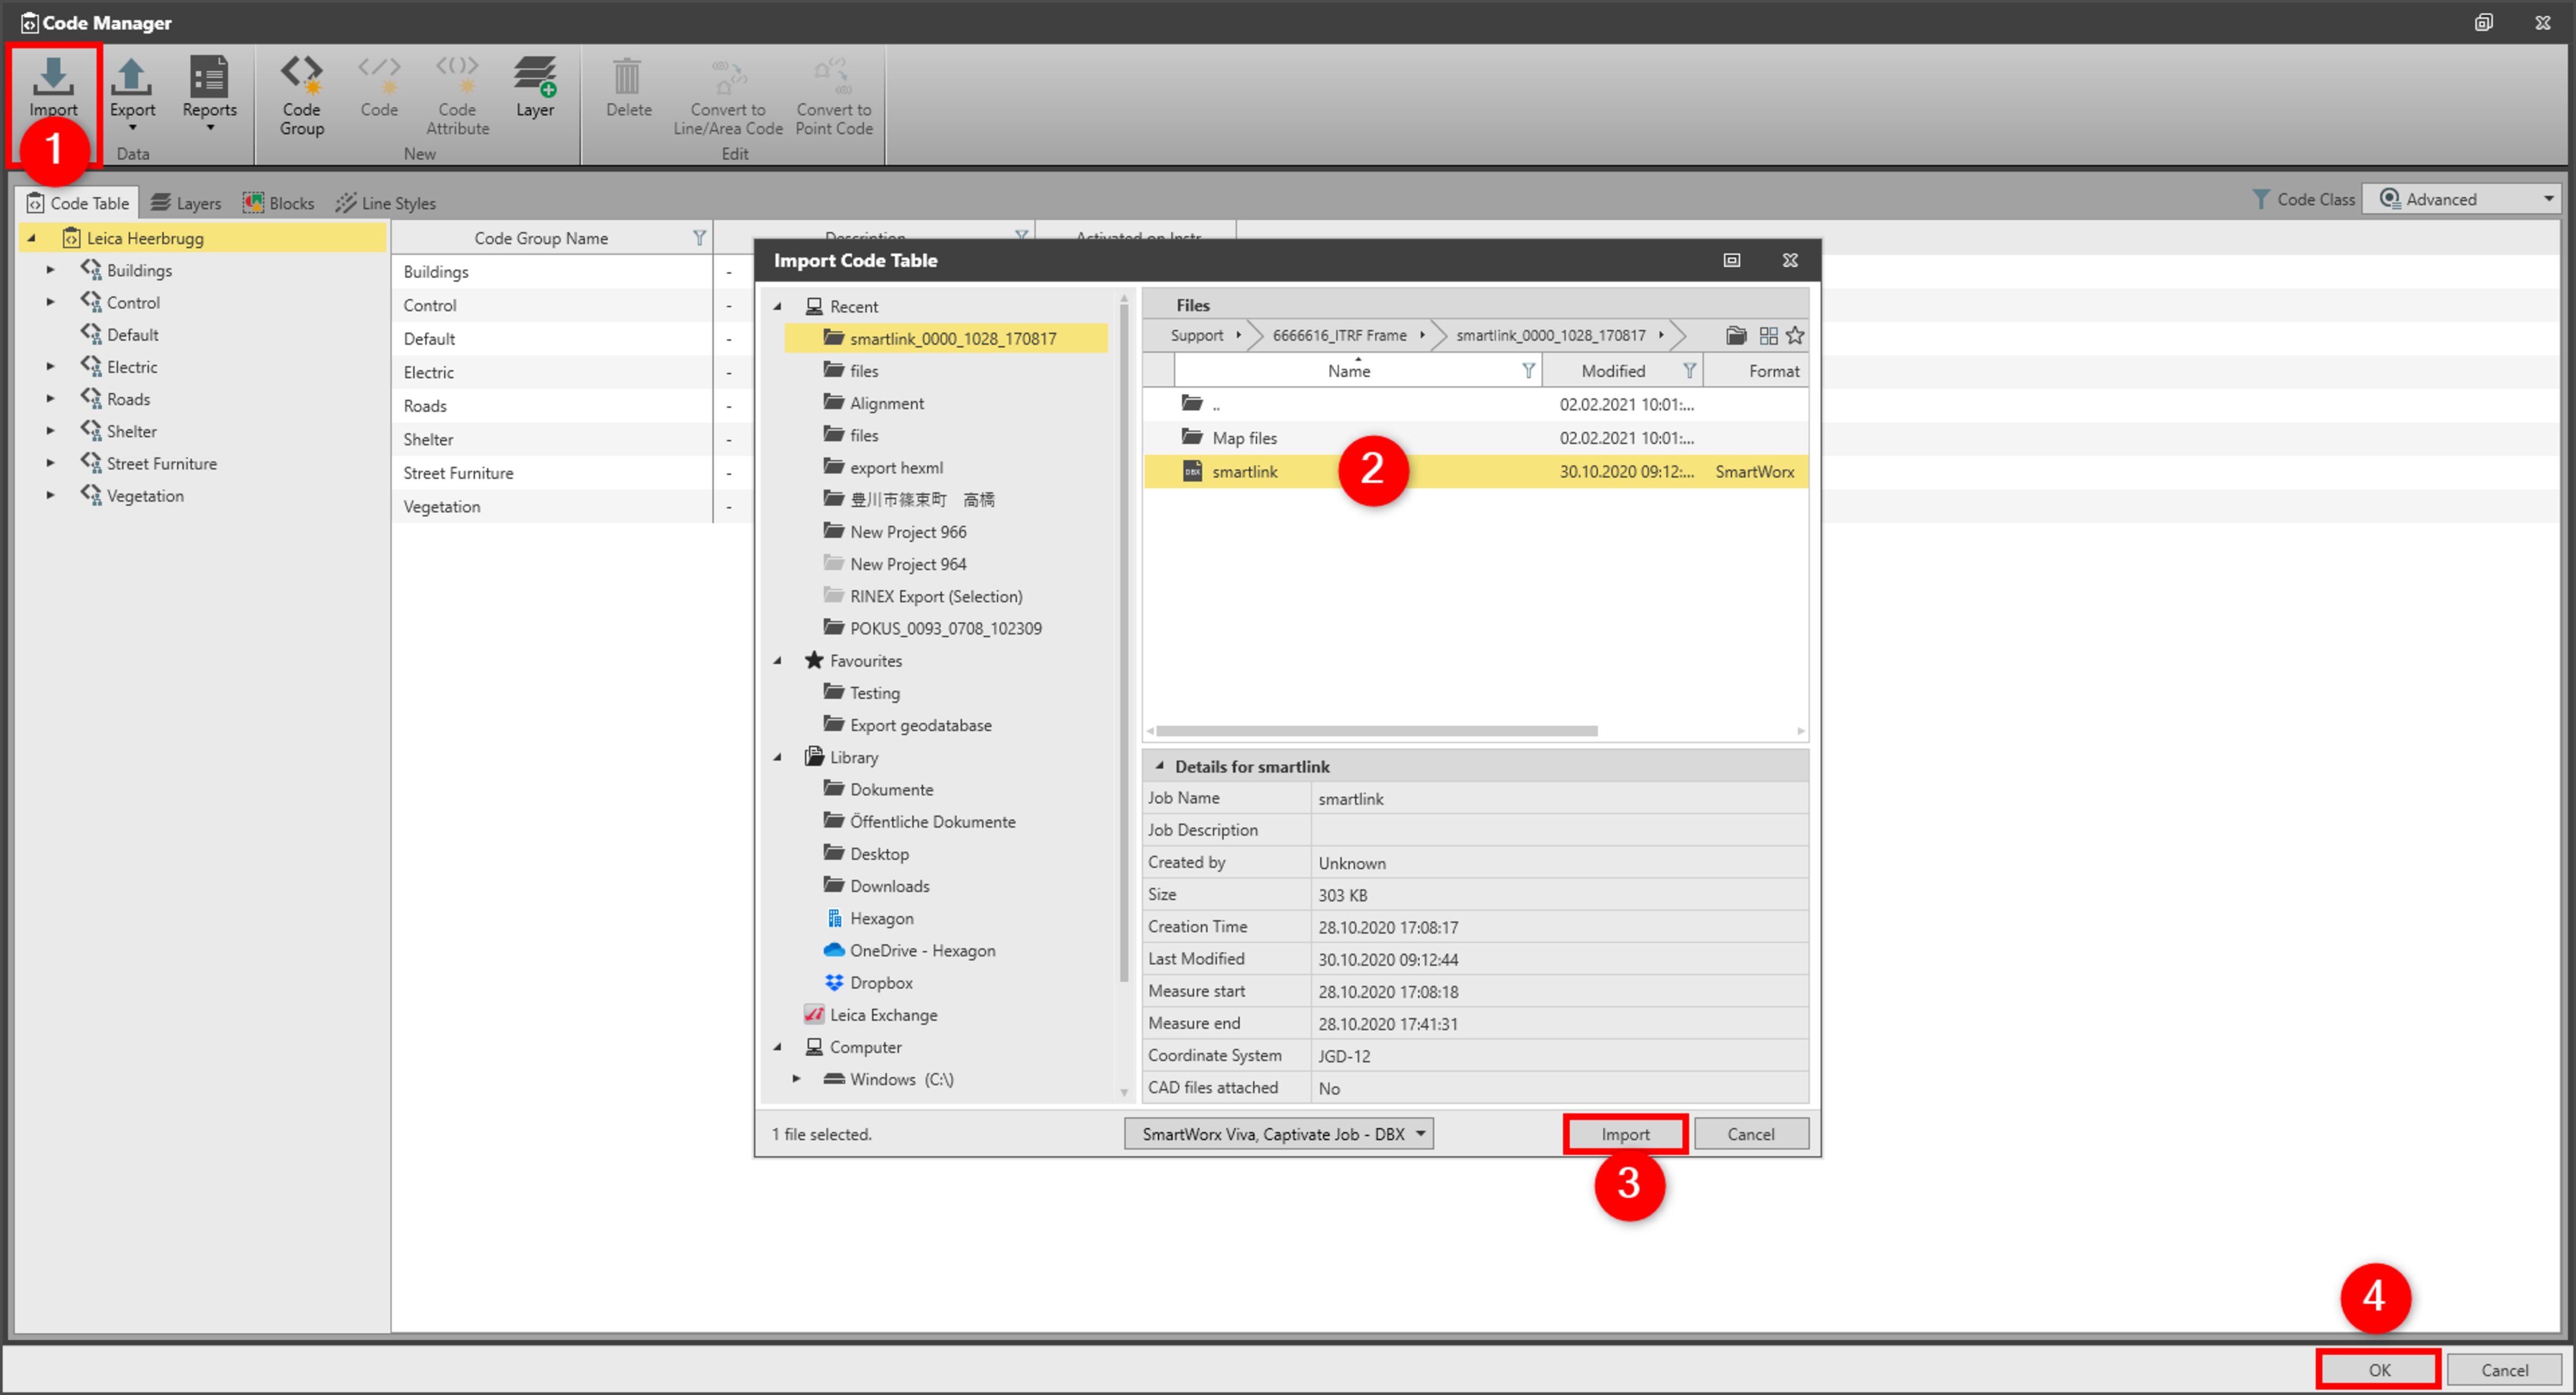 Code Manager
Import
Export
Reports
Data
Code Group
Code
Code Attribute
Layer
New
Delete
Convert to Line/Area Code
Convert to Point Code
Edit
1
Code Table
Layers
Blocks
Line Styles
Code Class
Advanced
Leica Heerbrugg
Buildings
Control
Default
Electric
Roads
Shelter
Street Furniture
Vegetation
Code Group Name
Description
Activated on Instr
Buildings -
Control -
Default -
Electric -
Roads -
Shelter -
Street Furniture -
Vegetation -
Import Code Table
Recent
smartlink_0000_1028_170817
files
Alignment
files
export hexml
豊川市篠束町　高橋
New Project 966
New Project 964
RINEX Export (Selection)
POKUS_0093_0708_102309
Favourites
Testing
Export geodatabase
Library
Dokumente
Öffentliche Dokumente
Desktop
Downloads
Hexagon
OneDrive - Hexagon
Dropbox
Leica Exchange
Computer
Windows (C:\)
Files
Support
6666616_ITRF Frame
smartlink_0000_1028_170817
Name
Modified
Format
.. 02.02.2021 10:01:...
Map files 02.02.2021 10:01:...
DBX smartlink 30.10.2020 09:12:... SmartWorx
2
Details for smartlink
Job Name smartlink
Job Description
Created by Unknown
Size 303 KB
Creation Time 28.10.2020 17:08:17
Last Modified 30.10.2020 09:12:44
Measure start 28.10.2020 17:08:18
Measure end 28.10.2020 17:41:31
Coordinate System JGD-12
CAD files attached No
1 file selected.
SmartWorx Viva, Captivate Job - DBX
Import
Cancel
3
4
OK
Cancel